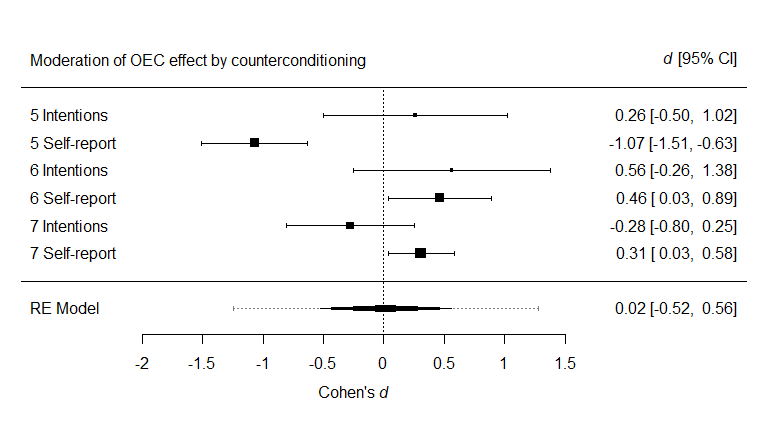 Moderation of OEC effect by counterconditioning d [95% CI]
5 Intentions 0.26 [-0.50, 1.02]
5 Self-report -1.07 [-1.51, -0.63]
6 Intentions 0.56 [-0.26, 1.38]
6 Self-report 0.46 [ 0.03, 0.89]
7 Intentions -0.28 [-0.80, 0.25]
7 Self-report 0.31 [ 0.03, 0.58]
RE Model 0.02 [-0.52, 0.56]
-2 -1.5 -1 -0.5 0 0.5 1 1.5
Cohen's d